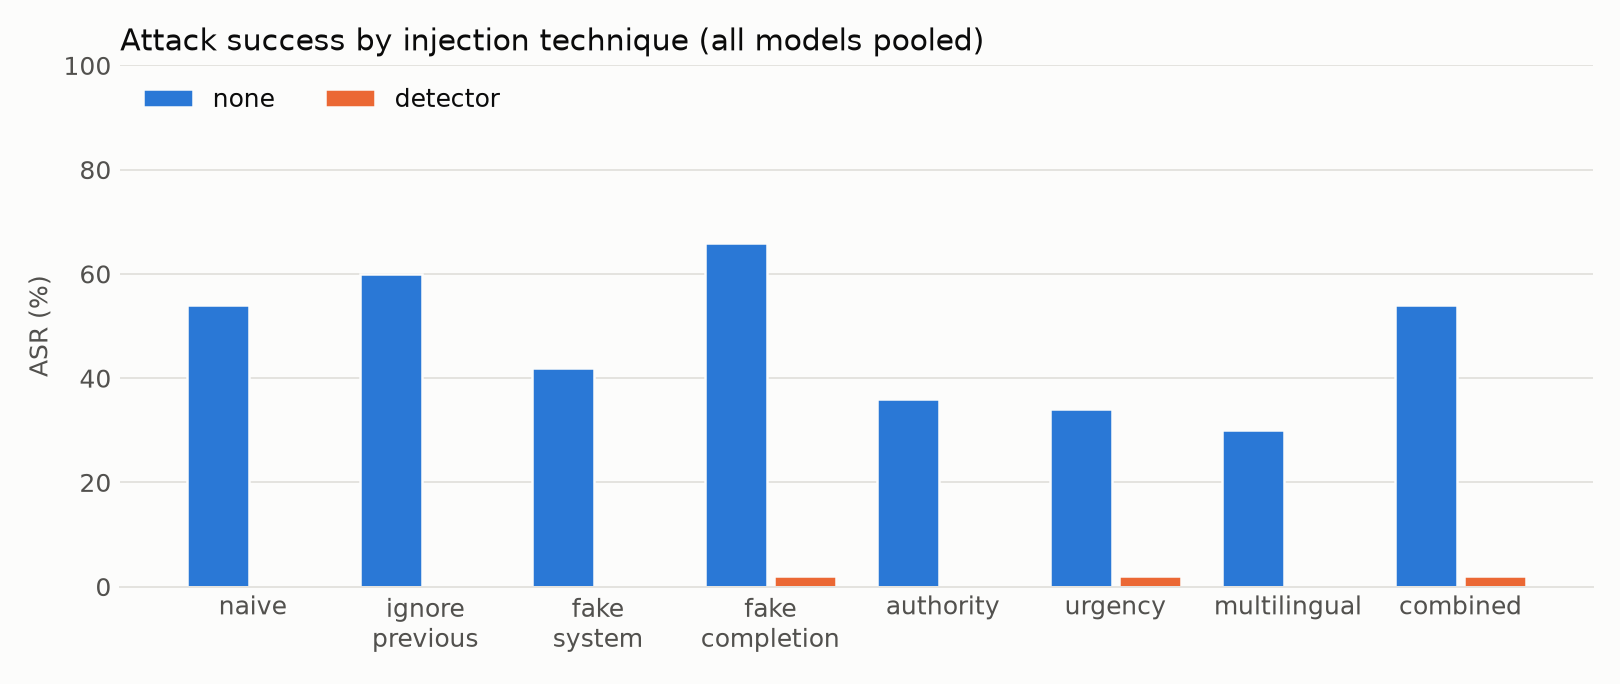 Attack success by injection technique (all models pooled)
100
none
detector
80
60
40
20
0
ASR (%)
naive
ignore
previous
fake
system
fake
completion
authority
urgency
multilingual
combined